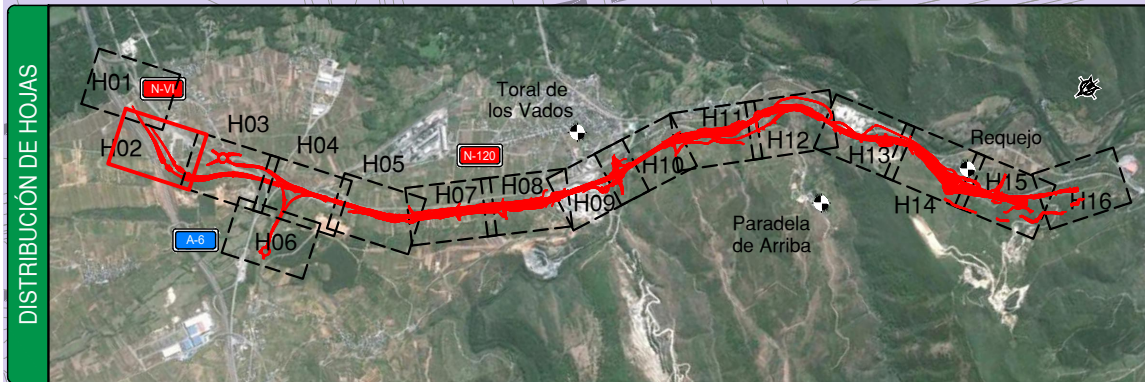 DISTRIBUCIÓN DE HOJAS
H01
N-VI
H02
H03
H04
H05
A-6
H06
Toral de
los Vados
N-120
H07
H08
H09
H10
H11
H12
Paradela
de Arriba
H13
Requejo
H14
H15
H16